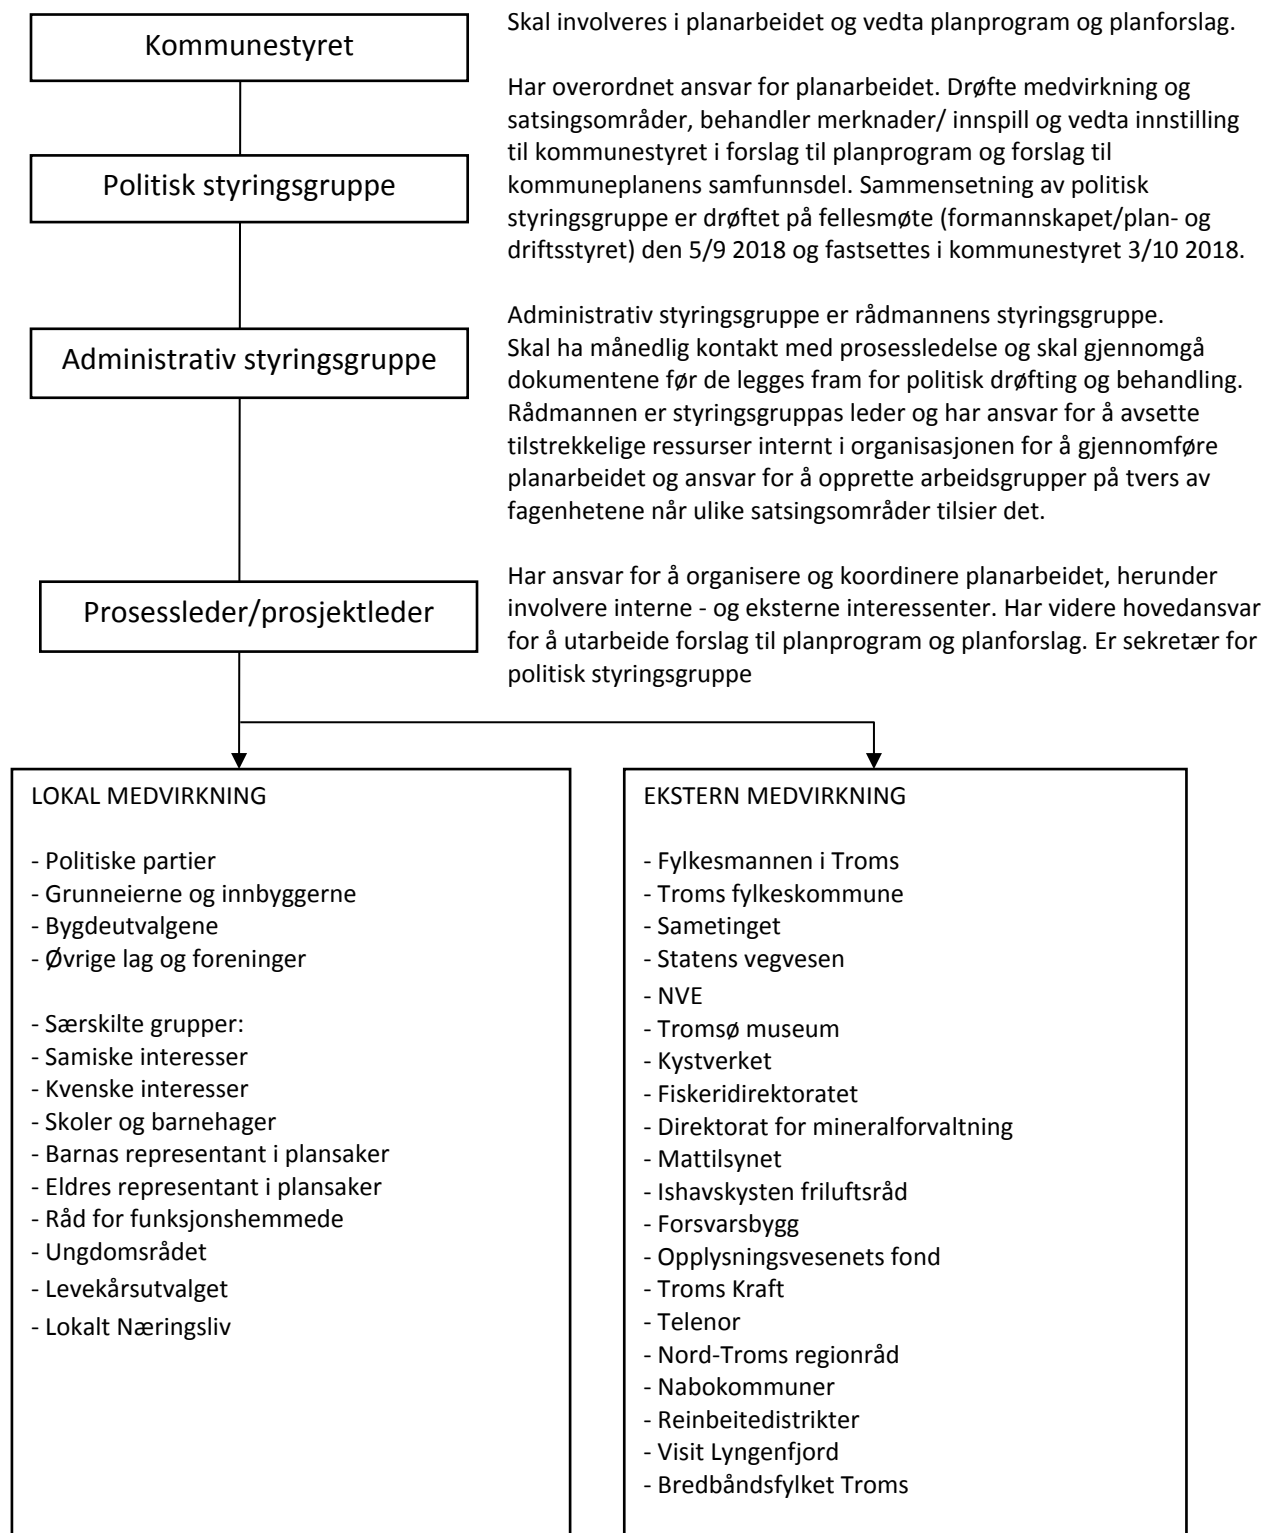 Kommunestyret
Skal involveres i planarbeidet og vedta planprogram og planforslag.
Politisk styringsgruppe
Har overordnet ansvar for planarbeidet. Drøfte medvirkning og
satsingsområder, behandler merknader/ innspill og vedta innstilling
til kommunestyret i forslag til planprogram og forslag til
kommuneplanens samfunnsdel. Sammensetning av politisk
styringsgruppe er drøftet på fellesmøte (formannskapet/plan- og
driftsstyret) den 5/9 2018 og fastsettes i kommunestyret 3/10 2018.
Administrativ styringsgruppe
Administrativ styringsgruppe er rådmannens styringsgruppe.
Skal ha månedlig kontakt med prosessledelse og skal gjennomgå
dokumentene før de legges fram for politisk drøfting og behandling.
Rådmannen er styringsgruppas leder og har ansvar for å avsette
tilstrekkelige ressurser internt i organisasjonen for å gjennomføre
planarbeidet og ansvar for å opprette arbeidsgrupper på tvers av
fagenhetene når ulike satsingsområder tilsier det.
Prosessleder/prosjektleder
Har ansvar for å organisere og koordinere planarbeidet, herunder
involvere interne - og eksterne interessenter. Har videre hovedansvar
for å utarbeide forslag til planprogram og planforslag. Er sekretær for
politisk styringsgruppe
LOKAL MEDVIRKNING
- Politiske partier
- Grunneierne og innbyggerne
- Bygdeutvalgene
- Øvrige lag og foreninger
- Særskilte grupper:
- Samiske interesser
- Kvenske interesser
- Skoler og barnehager
- Barnas representant i plansaker
- Eldres representant i plansaker
- Råd for funksjonshemmede
- Ungdomsrådet
- Levekårsutvalget
- Lokalt Næringsliv
EKSTERN MEDVIRKNING
- Fylkesmannen i Troms
- Troms fylkeskommune
- Sametinget
- Statens vegvesen
- NVE
- Tromsø museum
- Kystverket
- Fiskeridirektoratet
- Direktorat for mineralforvaltning
- Mattilsynet
- Ishavskysten friluftsråd
- Forsvarsbygg
- Opplysningsvesenets fond
- Troms Kraft
- Telenor
- Nord-Troms regionråd
- Nabokommuner
- Reinbeitedistrikter
- Visit Lyngenfjord
- Bredbåndsfylket Troms